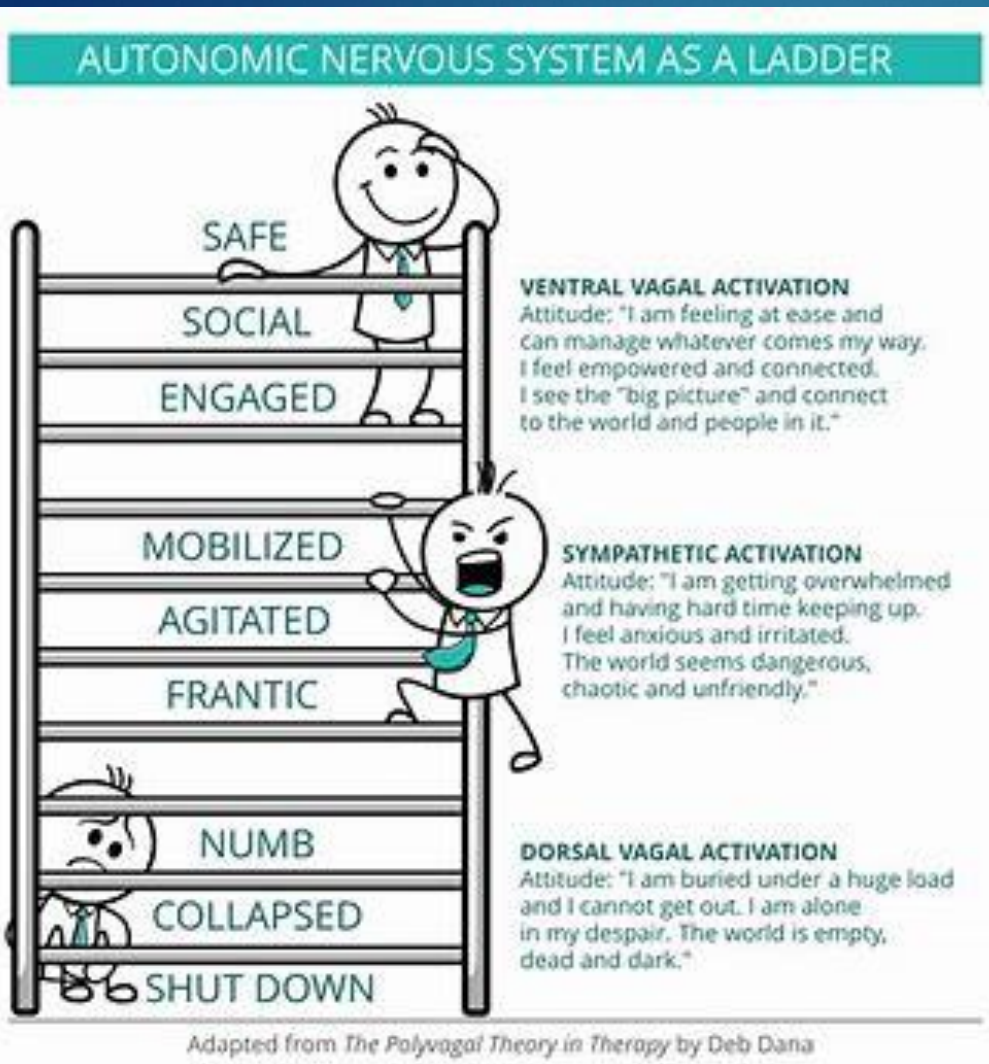 AUTONOMIC NERVOUS SYSTEM AS A LADDER
SAFE
SOCIAL
ENGAGED
VENTRAL VAGAL ACTIVATION
Attitude: "I am feeling at ease and
can manage whatever comes my way.
I feel empowered and connected.
I see the "big picture" and connect
to the world and people in it."
MOBILIZED
AGITATED
FRANTIC
SYMPATHETIC ACTIVATION
Attitude: "I am getting overwhelmed
and having hard time keeping up.
I feel anxious and irritated.
The world seems dangerous,
chaotic and unfriendly."
NUMB
COLLAPSED
SHUT DOWN
DORSAL VAGAL ACTIVATION
Attitude: "I am buried under a huge load
and I cannot get out. I am alone
in my despair. The world is empty,
dead and dark."
Adapted from The Polyvagal Theory in Therapy by Deb Dana